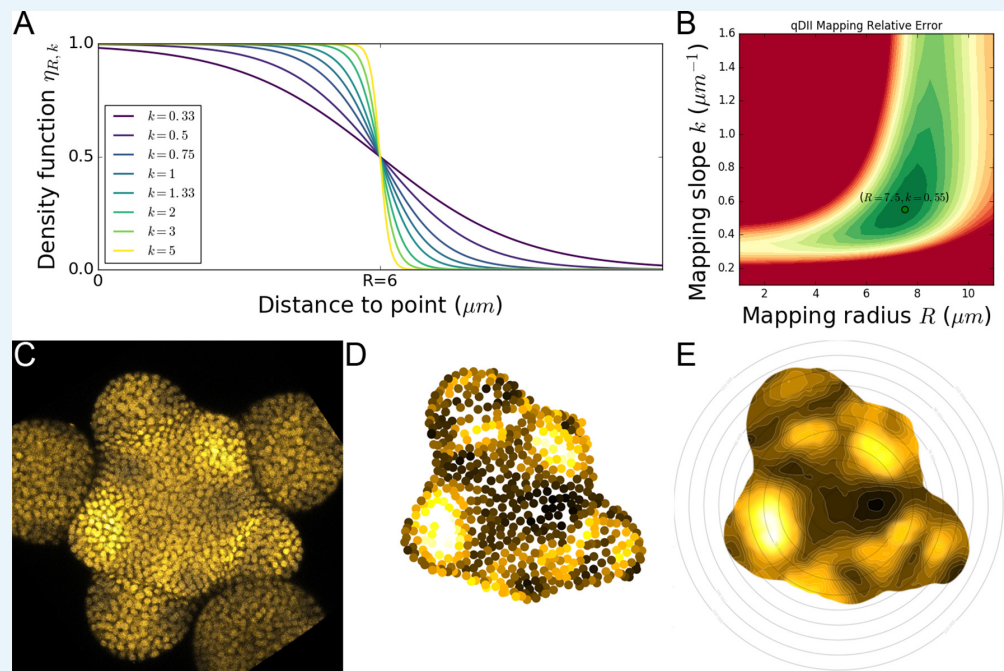 A
Density function η_{R,k}
1.0
0.5
0.0
k = 0.33
k = 0.5
k = 0.75
k = 1
k = 1.33
k = 2
k = 3
k = 5
0
R=6
Distance to point (μm)
B
qDII Mapping Relative Error
Mapping slope k (μm⁻¹)
1.6
1.4
1.2
1.0
0.8
0.6
0.4
0.2
(R=7.5, k=0.55)
2
4
6
8
10
Mapping radius R (μm)
C
D
E